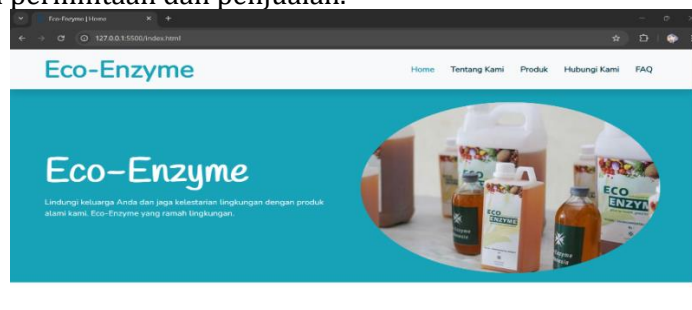 permintaan dan penjualan.
Eco-Enzyme | Home
127.0.0.1:5500/index.html
Eco-Enzyme
Home Tentang Kami Produk Hubungi Kami FAQ
Eco-Enzyme
Lindungi keluarga Anda dan jaga kelestarian lingkungan dengan produk
alami kami. Eco-Enzyme yang ramah lingkungan.
ECO
ENZYME
ECO
ENZYM